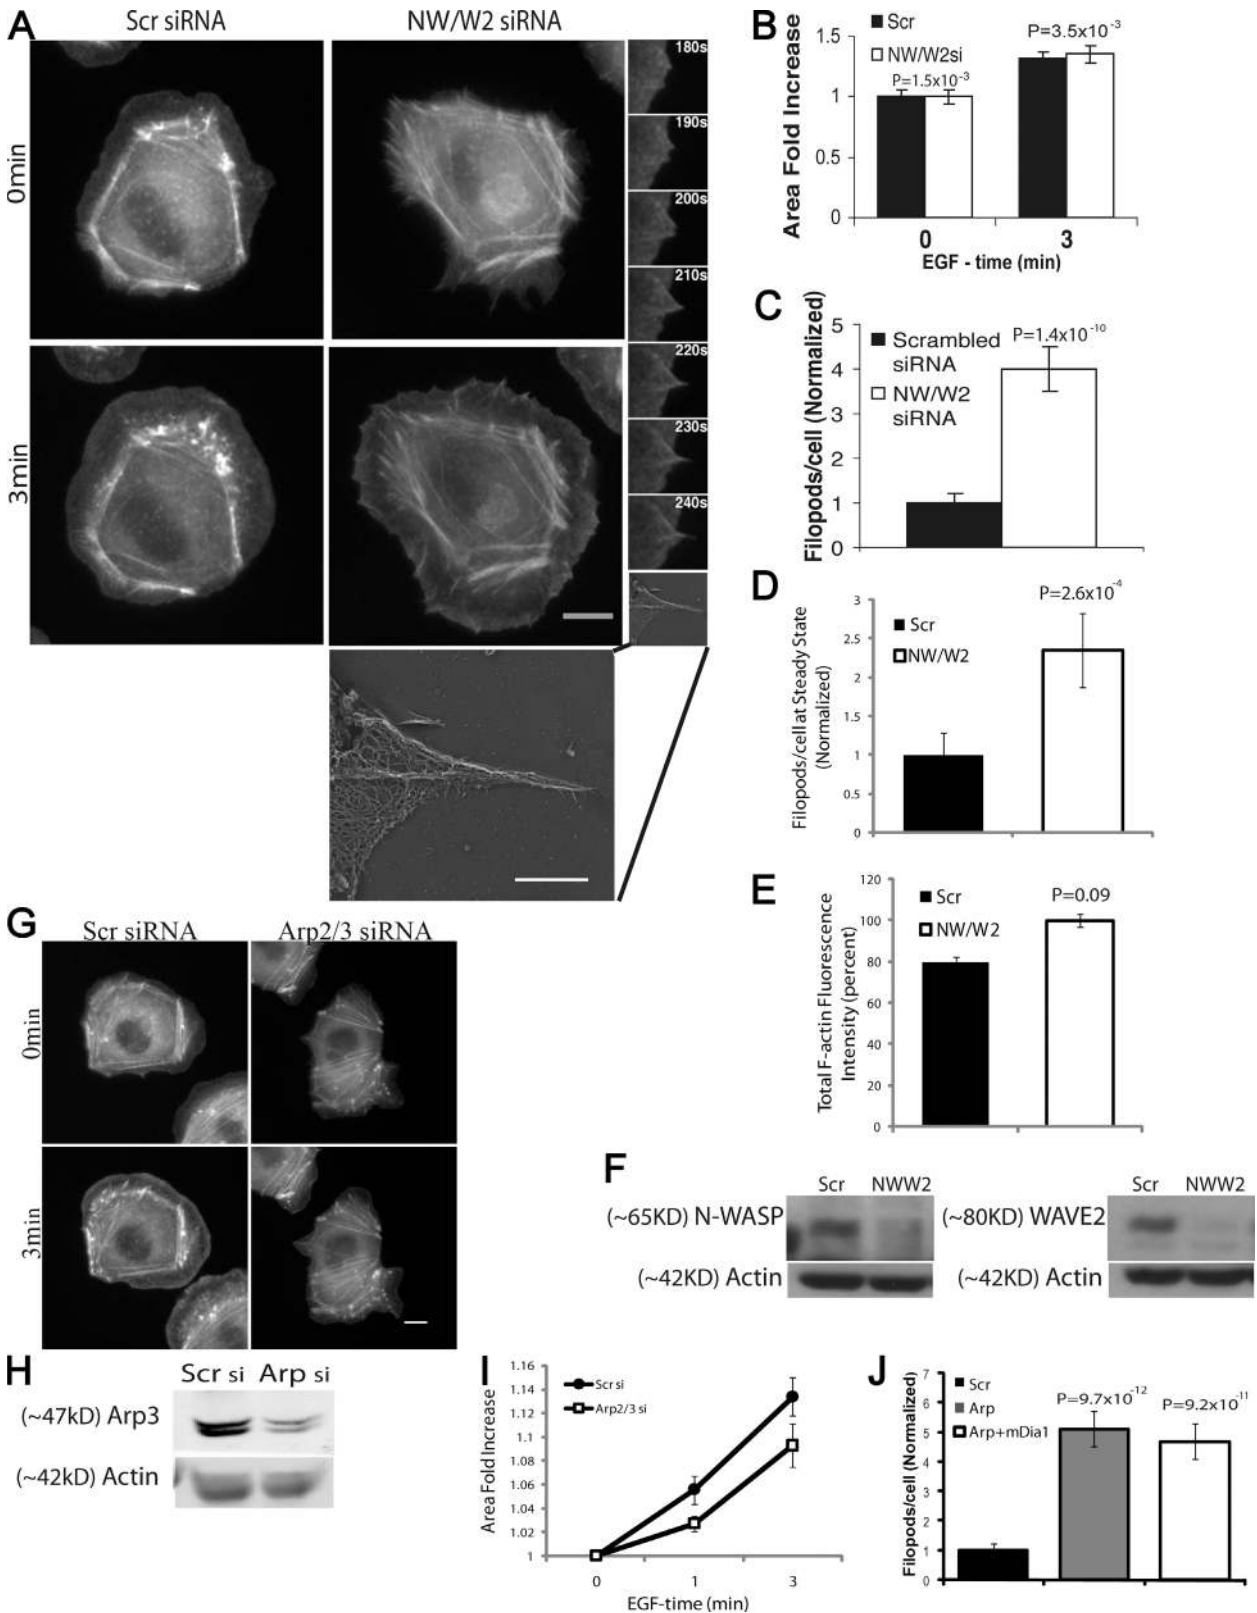 A
Scr siRNA
NW/W2 siRNA
0min
3min
180s
190s
200s
210s
220s
230s
240s
B
Area Fold Increase
1.5
1
0.5
0
Scr
NW/W2si
P=1.5x10-3
P=3.5x10-3
0
3
EGF - time (min)
C
Filopods/cell (Normalized)
5
4
3
2
1
0
Scrambled
siRNA
NW/W2
siRNA
P=1.4x10-10
D
Filopods/cellat Steady State
(Normalized)
3
2.5
2
1.5
1
0.5
0
Scr
NW/W2
P=2.6x10-4
E
Total F-actin Fluorescence
Intensity (percent)
120
100
80
60
40
20
0
Scr
NW/W2
P=0.09
F
Scr
NWW2
(~65KD) N-WASP
(~42KD) Actin
Scr
NWW2
(~80KD) WAVE2
(~42KD) Actin
G
Scr siRNA
Arp2/3 siRNA
0min
3min
H
Scr si
Arp si
(~47kD) Arp3
(~42kD) Actin
I
Area Fold Increase
1.16
1.14
1.12
1.1
1.08
1.06
1.04
1.02
1
Scr si
Arp2/3 si
0
1
3
EGF-time (min)
J
Filopods/cell (Normalized)
7
6
5
4
3
2
1
0
Scr
Arp
Arp+mDia1
P=9.7x10-12
P=9.2x10-11